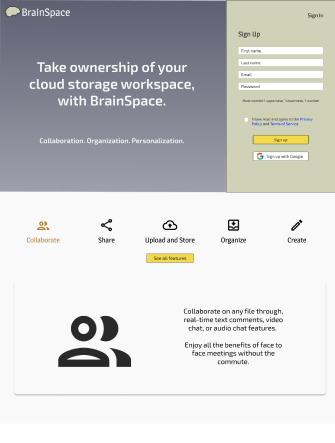 BrainSpace
Sign In
Sign Up
Take ownership of your
cloud storage workspace,
with BrainSpace.
Collaboration. Organization. Personalization.
First name
Last name
Email
Password
Must contain 1 uppercase, 1 lowercase, 1 number
I have read and agree to the Privacy
Policy and Terms of Service
Sign up
Sign up with Google
Collaborate
Share
Upload and Store
Organize
Create
See all features
Collaborate on any file through,
real-time text comments, video
chat, or audio chat features.
Enjoy all the benefits of face to
face meetings without the
commute.